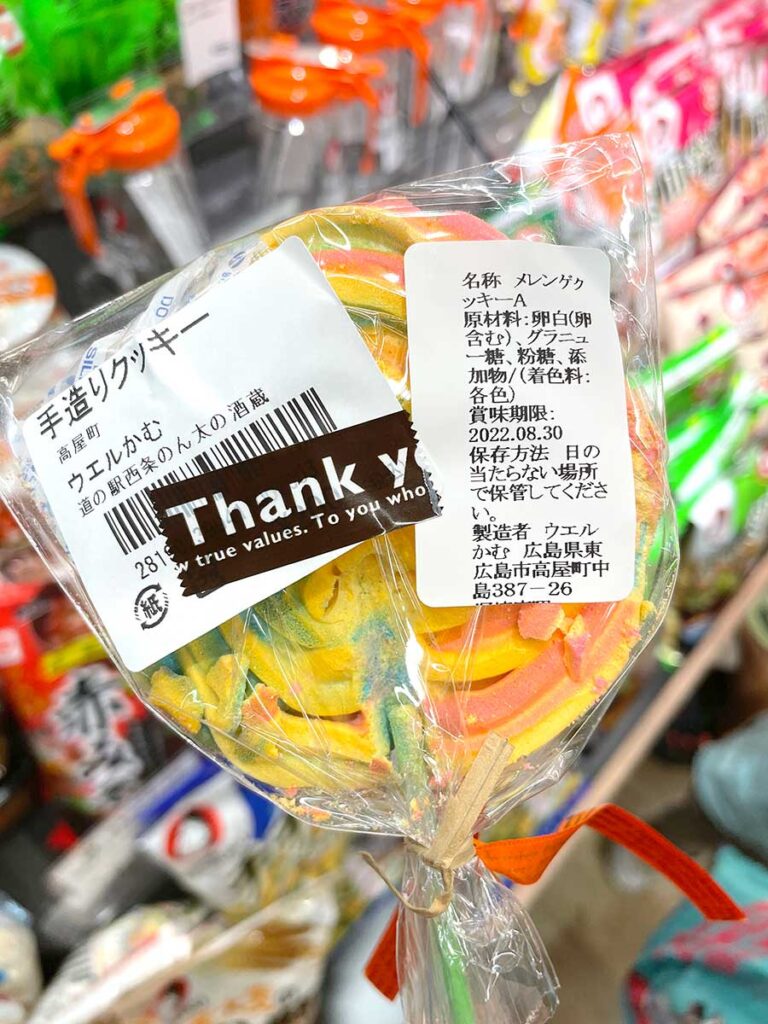 手造りクッキー
高屋町
ウエルかむ
道の駅西条のん太の酒蔵
Thank y
w true values. To you who
281
紙
名称 メレンゲク
ッキーA
原材料:卵白(卵
含む)、グラニュ
ー糖、粉糖、添
加物/(着色料:
各色)
賞味期限:
2022.08.30
保存方法 日の
当たらない場所
で保管してくださ
い。
製造者 ウエル
かむ 広島県東
広島市高屋町中
島387-26
赤